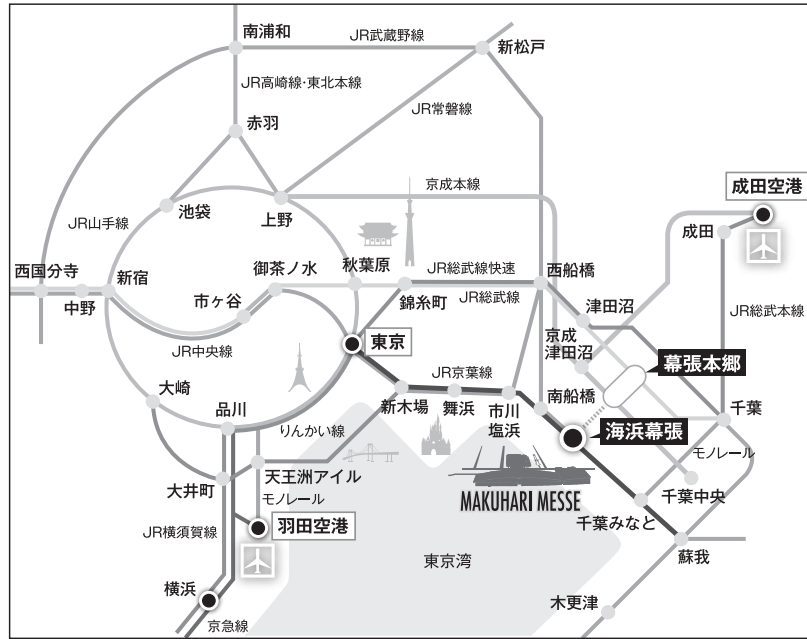 南浦和
JR武蔵野線
新松戸
JR高崎線・東北本線
JR常磐線
赤羽
京成本線
成田空港
池袋
上野
JR山手線
成田
西国分寺
新宿
御茶ノ水
秋葉原
JR総武線快速
西船橋
中野
市ヶ谷
錦糸町
JR総武線
津田沼
JR総武本線
JR中央線
東京
京成
津田沼
幕張本郷
大崎
JR京葉線
品川
新木場
舞浜
市川
塩浜
南船橋
千葉
りんかい線
海浜幕張
大井町
天王洲アイル
モノレール
モノレール
MAKUHARI MESSE
千葉中央
羽田空港
千葉みなと
JR横須賀線
東京湾
蘇我
横浜
木更津
京急線